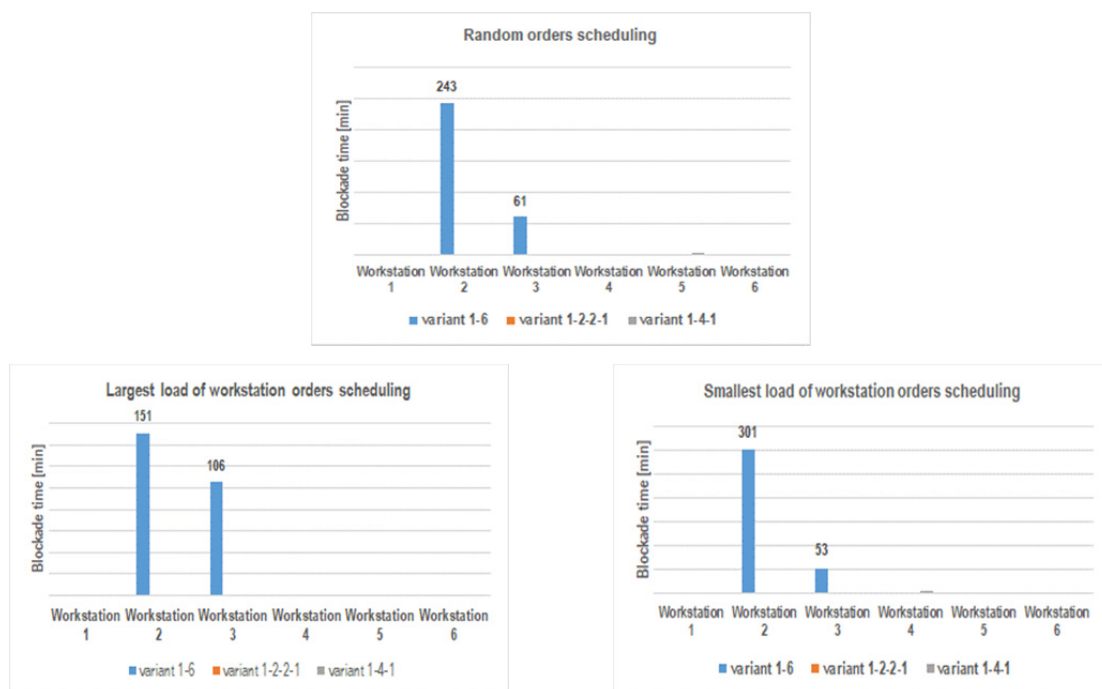 Random orders scheduling
Blockade time [min]
243
61
Workstation 1
Workstation 2
Workstation 3
Workstation 4
Workstation 5
Workstation 6
variant 1-6
variant 1-2-2-1
variant 1-4-1
Largest load of workstation orders scheduling
Blockade time [min]
151
106
Workstation 1
Workstation 2
Workstation 3
Workstation 4
Workstation 5
Workstation 6
variant 1-6
variant 1-2-2-1
variant 1-4-1
Smallest load of workstation orders scheduling
Blockade time [min]
301
53
Workstation 1
Workstation 2
Workstation 3
Workstation 4
Workstation 5
Workstation 6
variant 1-6
variant 1-2-2-1
variant 1-4-1